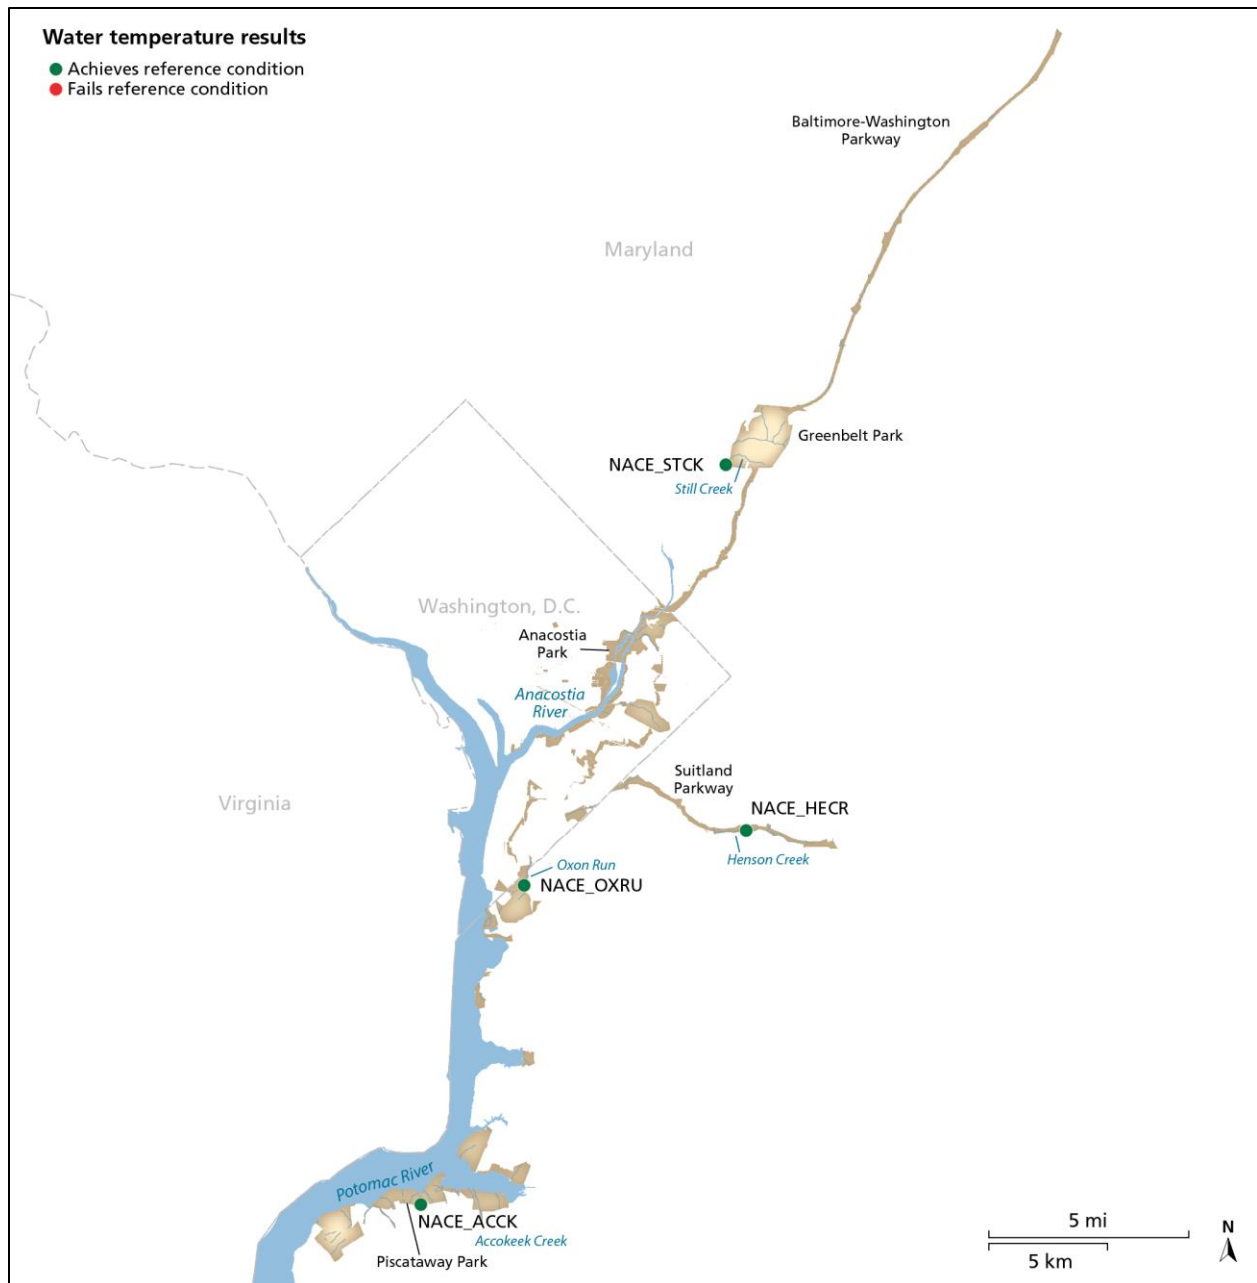 Water temperature results
Achieves reference condition
Fails reference condition
Baltimore-Washington
Parkway
Maryland
Greenbelt Park
NACE_STCK
Still Creek
Washington, D.C.
Anacostia
Park
Anacostia
River
Suitland
Parkway
Virginia
NACE_HECR
Henson Creek
Oxon Run
NACE_OXRU
Potomac River
NACE_ACCK
Accokeek Creek
Piscataway Park
5 mi
5 km
N